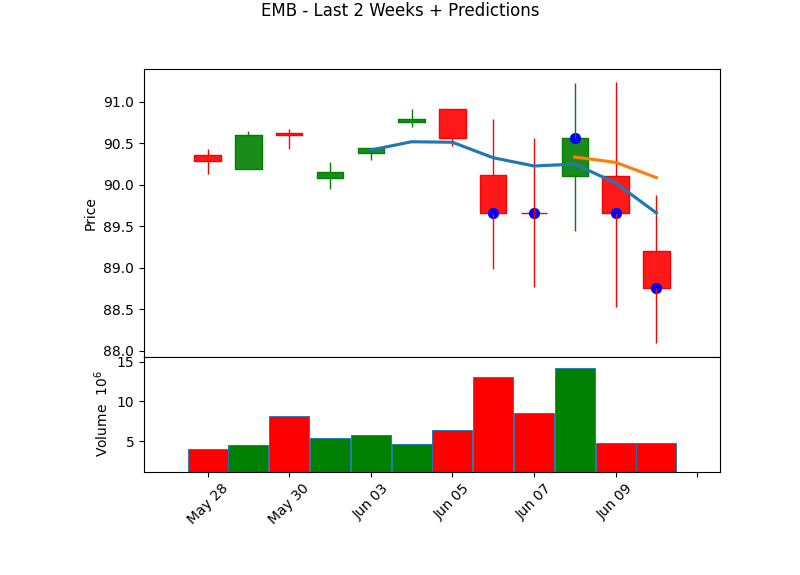 EMB - Last 2 Weeks + Predictions
91.0
90.5
90.0
89.5
89.0
88.5
88.0
Price
15
10
5
Volume 10^6
May 28
May 30
Jun 03
Jun 05
Jun 07
Jun 09